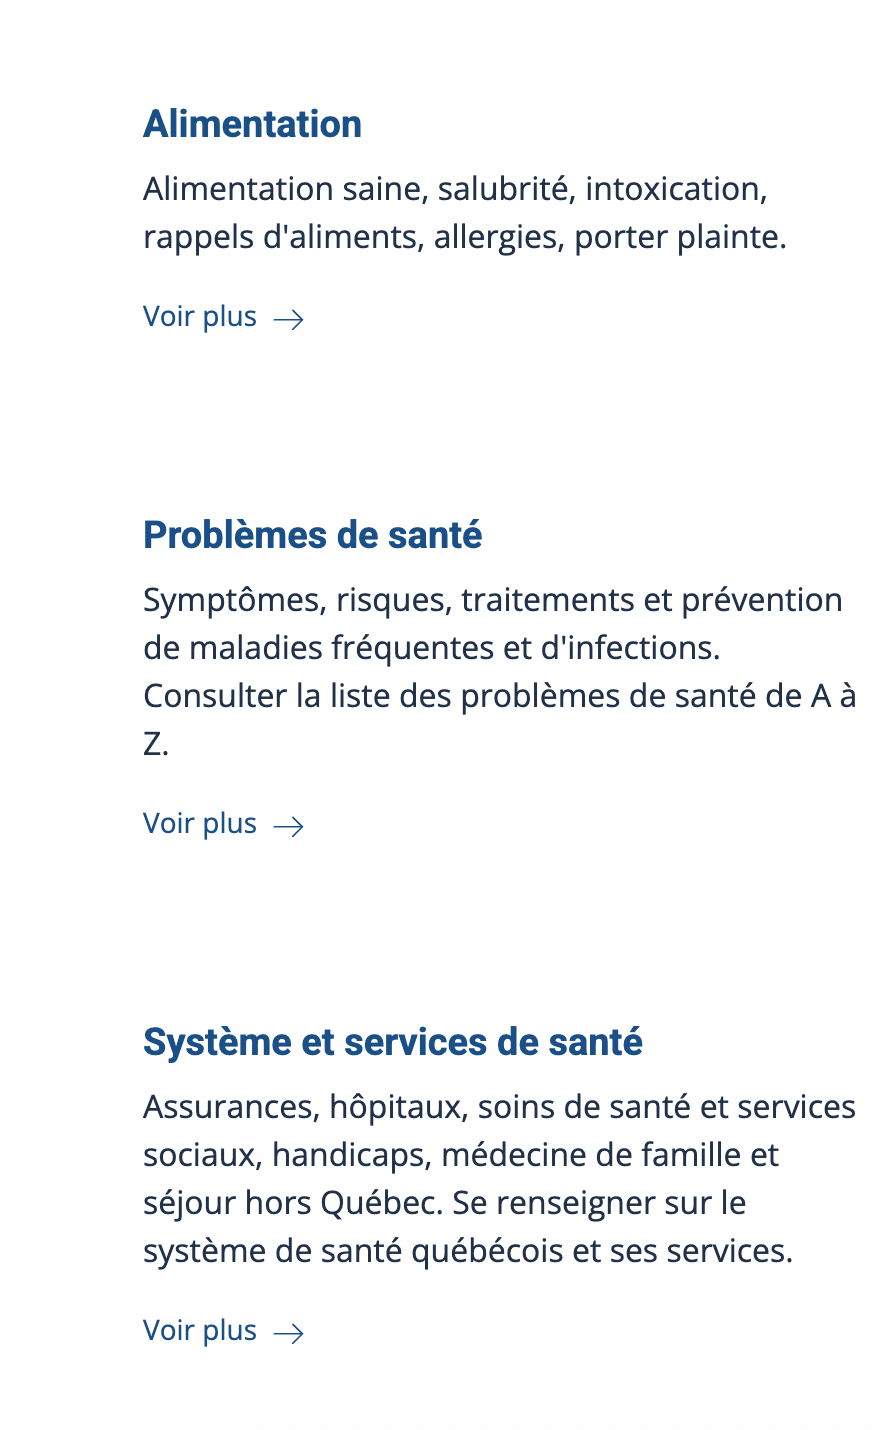 Alimentation
Alimentation saine, salubrité, intoxication,
rappels d'aliments, allergies, porter plainte.
Voir plus
Problèmes de santé
Symptômes, risques, traitements et prévention
de maladies fréquentes et d'infections.
Consulter la liste des problèmes de santé de A à
Z.
Voir plus
Système et services de santé
Assurances, hôpitaux, soins de santé et services
sociaux, handicaps, médecine de famille et
séjour hors Québec. Se renseigner sur le
système de santé québécois et ses services.
Voir plus